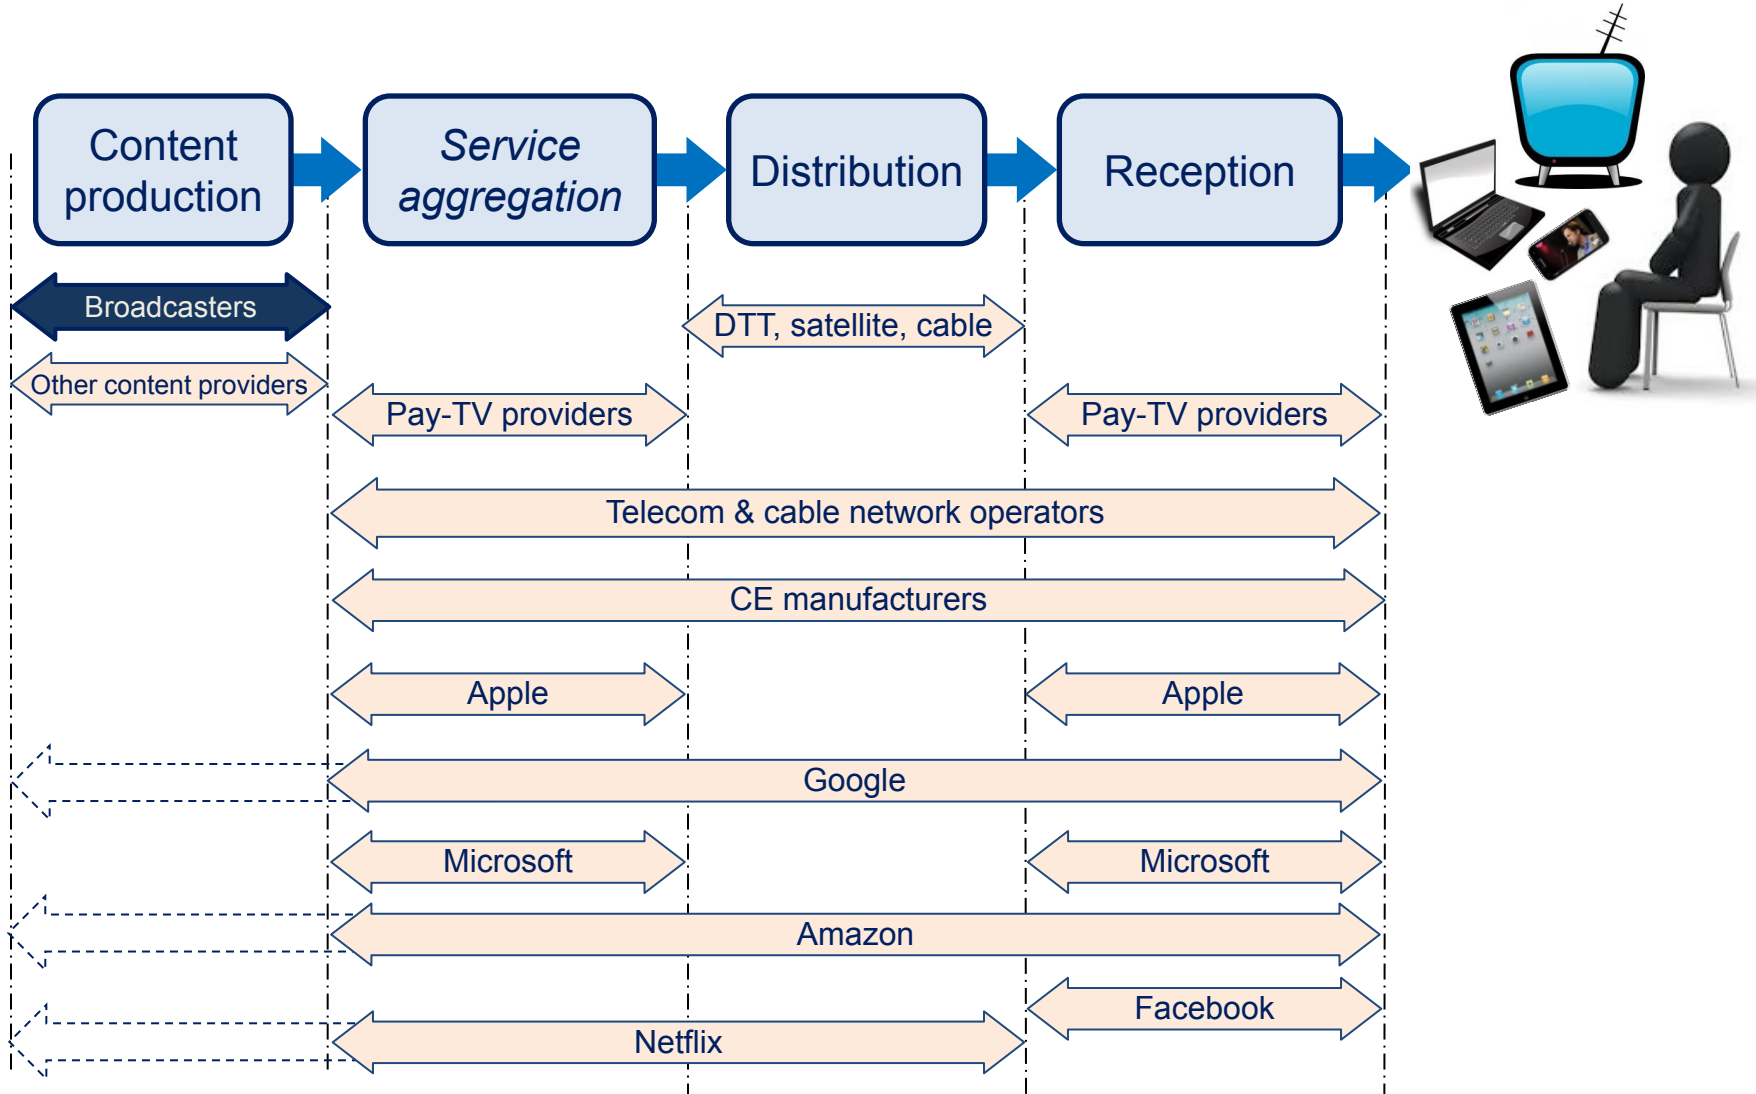 Content
production
Service
aggregation
Distribution
Reception
Broadcasters
DTT, satellite, cable
Other content providers
Pay-TV providers
Pay-TV providers
Telecom & cable network operators
CE manufacturers
Apple
Apple
Google
Microsoft
Microsoft
Amazon
Facebook
Netflix